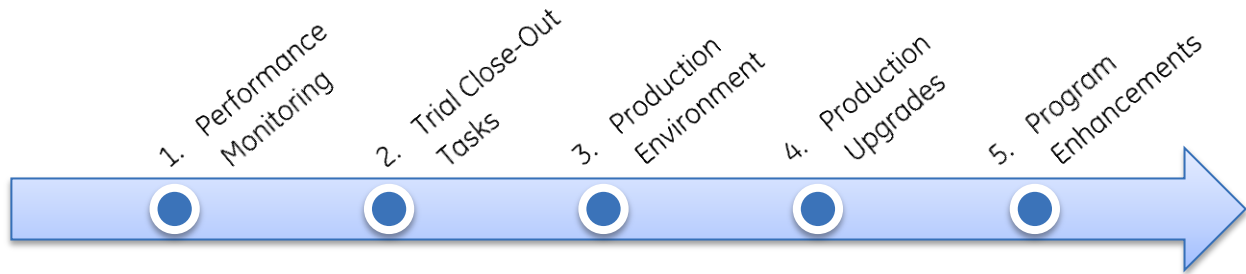 1. Performance
Monitoring
2. Trial Close-Out
Tasks
3. Production
Environment
4. Production
Upgrades
5. Program
Enhancements